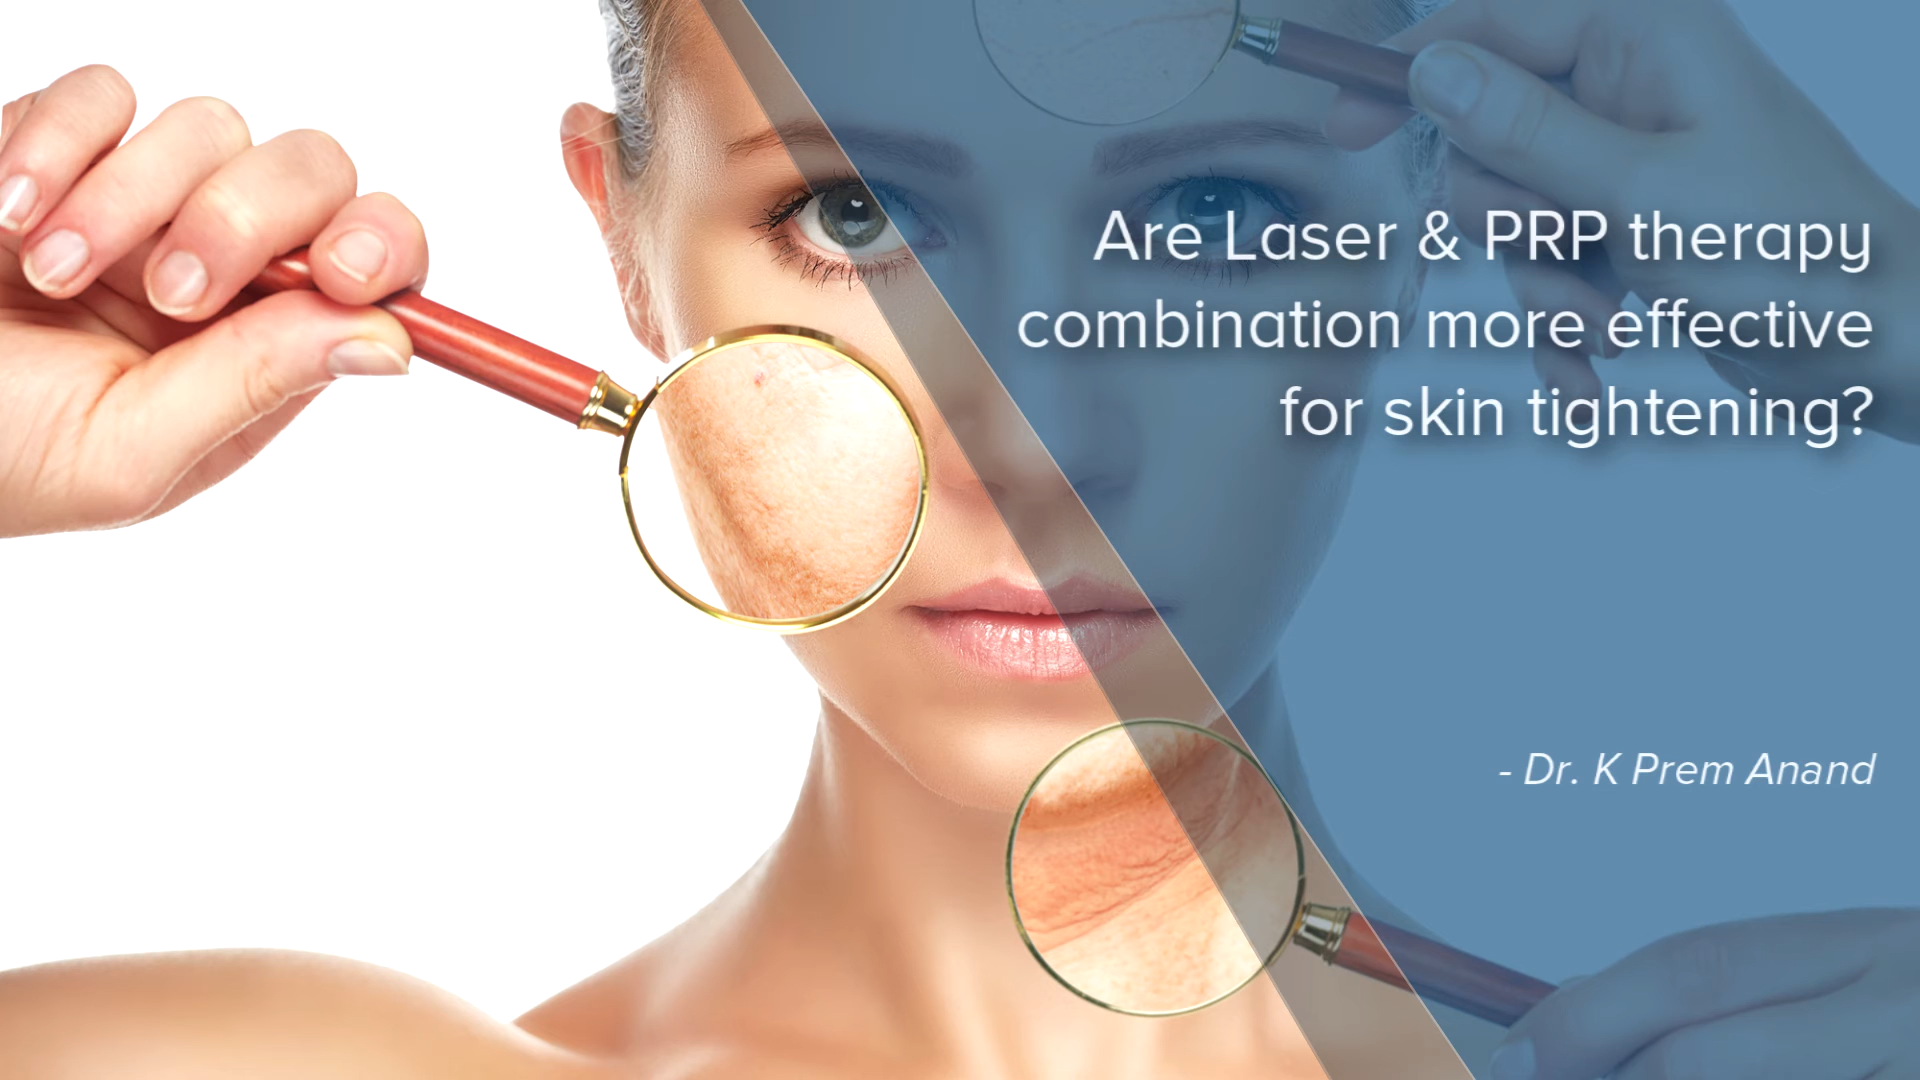 Are Laser & PRP therapy
combination more effective
for skin tightening?
- Dr. K Prem Anand